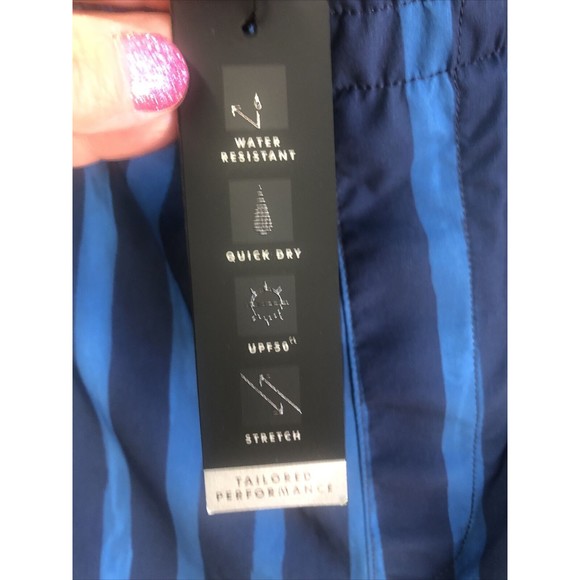 WATER
RESISTANT
QUICK DRY
UPF50+
STRETCH
TAILORED
PERFORMANCE